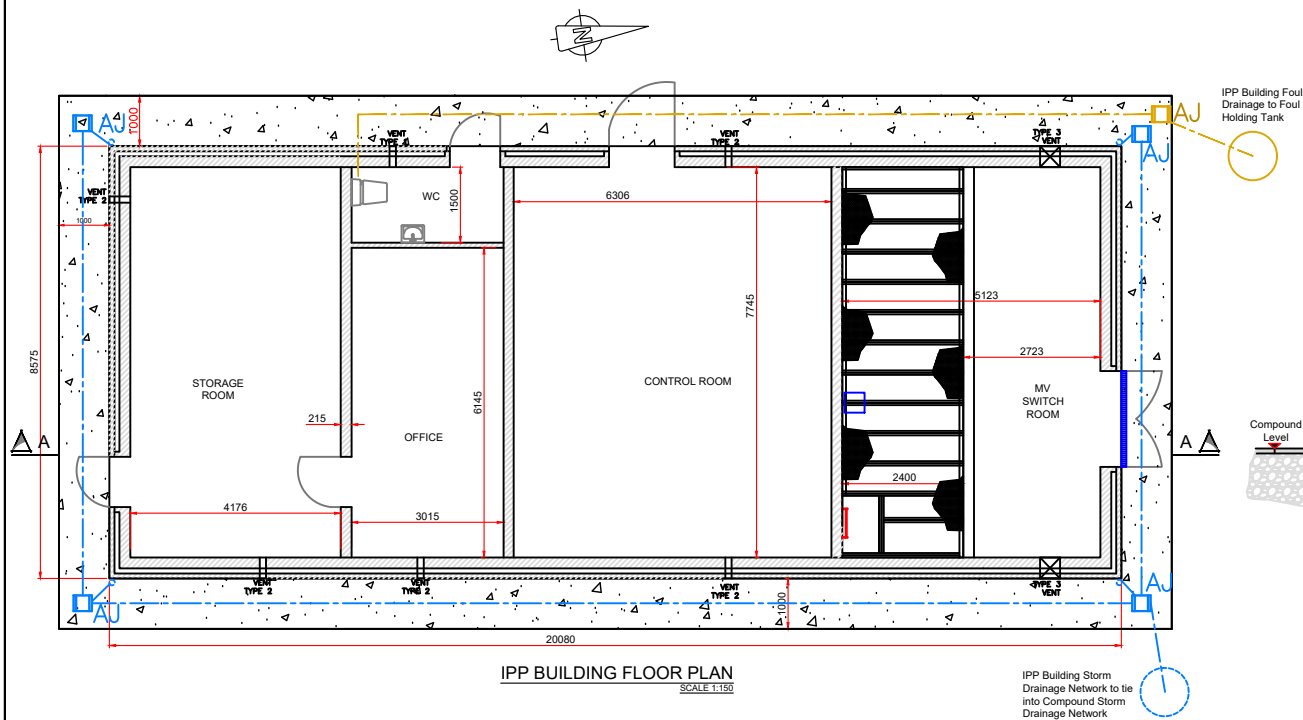 N
IPP Building Foul
Drainage to Foul
Holding Tank
AJ
1000
AJ
AJ
VENT
TYPE 4
VENT
TYPE 2
TYPE 3
VENT
VENT
TYPE 2
1000
WC
1500
6306
5123
7745
2723
8575
STORAGE
ROOM
CONTROL ROOM
MV
SWITCH
ROOM
215
6145
OFFICE
A
A
Compound
Level
2400
4176
3015
VENT
TYPE 2
VENT
VENT
TYPE 2
TYPE 3
VENT
AJ
AJ
1000
20080
IPP BUILDING FLOOR PLAN
SCALE 1:150
IPP Building Storm
Drainage Network to tie
into Compound Storm
Drainage Network